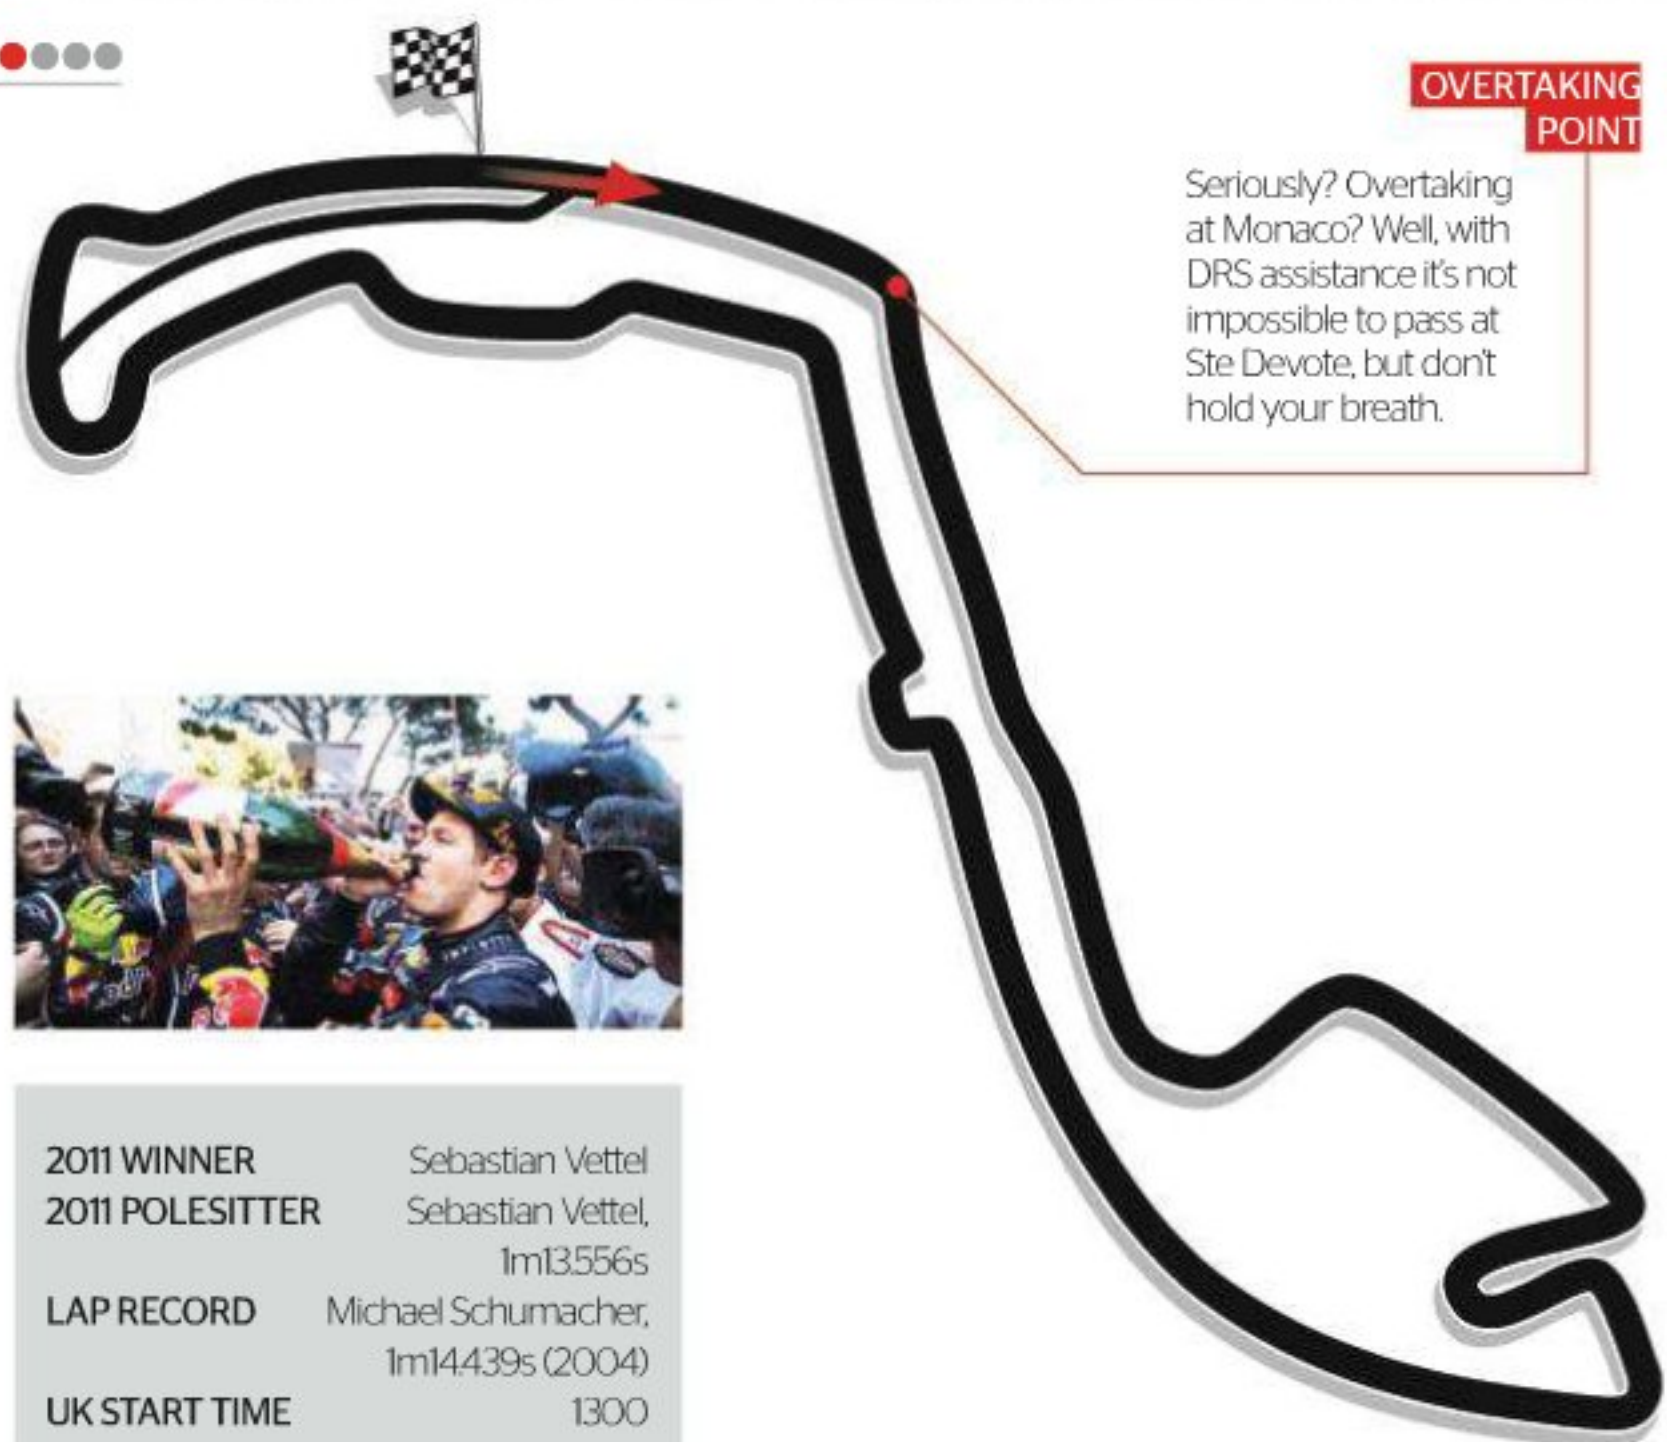 OVERTAKING
POINT
Seriously? Overtaking
at Monaco? Well, with
DRS assistance it's not
impossible to pass at
Ste Devote, but don't
hold your breath.
2011 WINNER Sebastian Vettel
2011 POLESITTER Sebastian Vettel,
1m13.556s
LAP RECORD Michael Schumacher,
1m14.439s (2004)
UK START TIME 1300